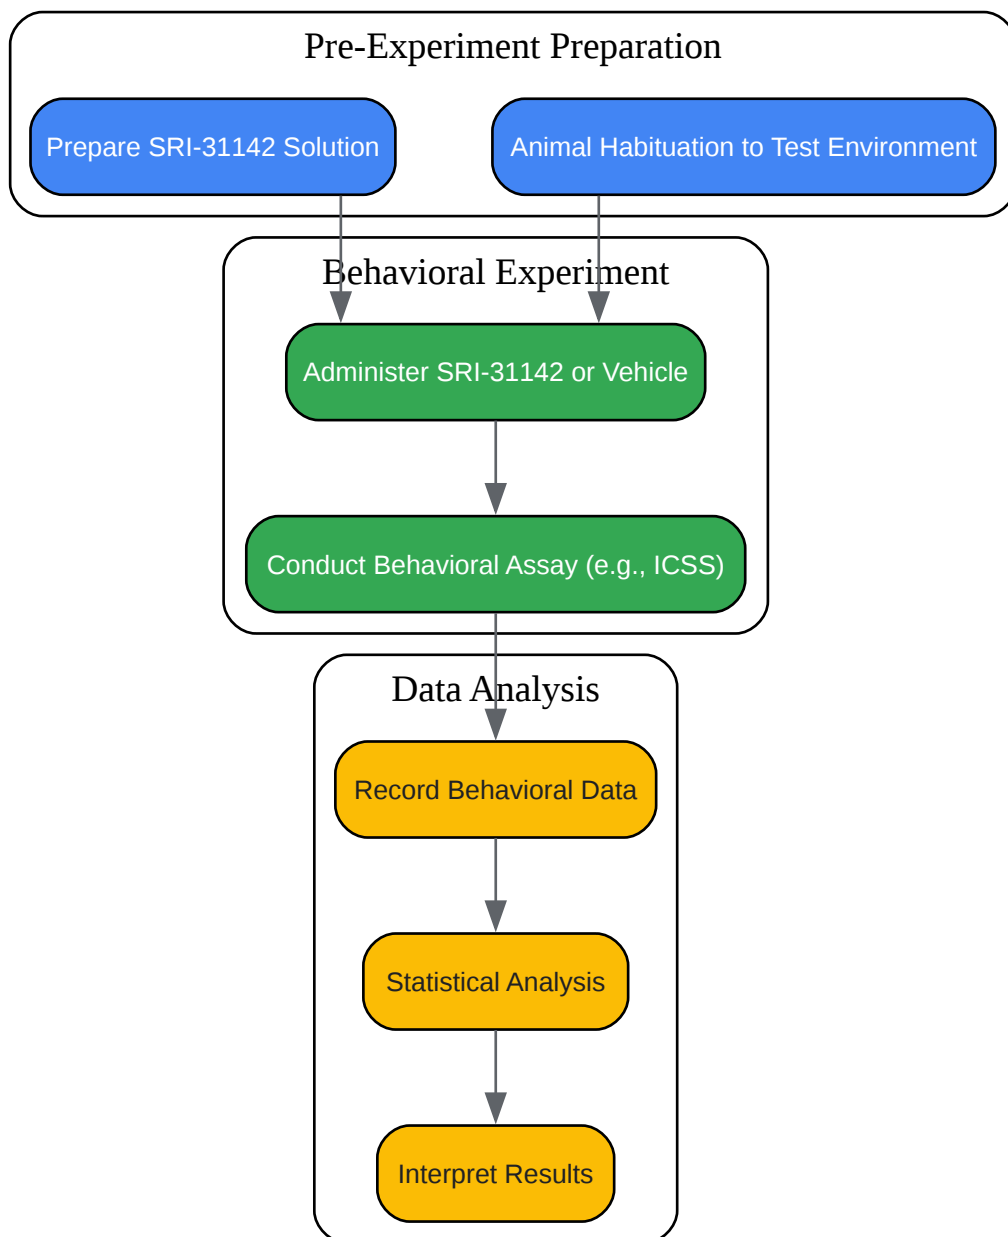 Pre-Experiment Preparation
Prepare SRI-31142 Solution
Animal Habituation to Test Environment
Behavioral Experiment
Administer SRI-31142 or Vehicle
Conduct Behavioral Assay (e.g., ICSS)
Data Analysis
Record Behavioral Data
Statistical Analysis
Interpret Results